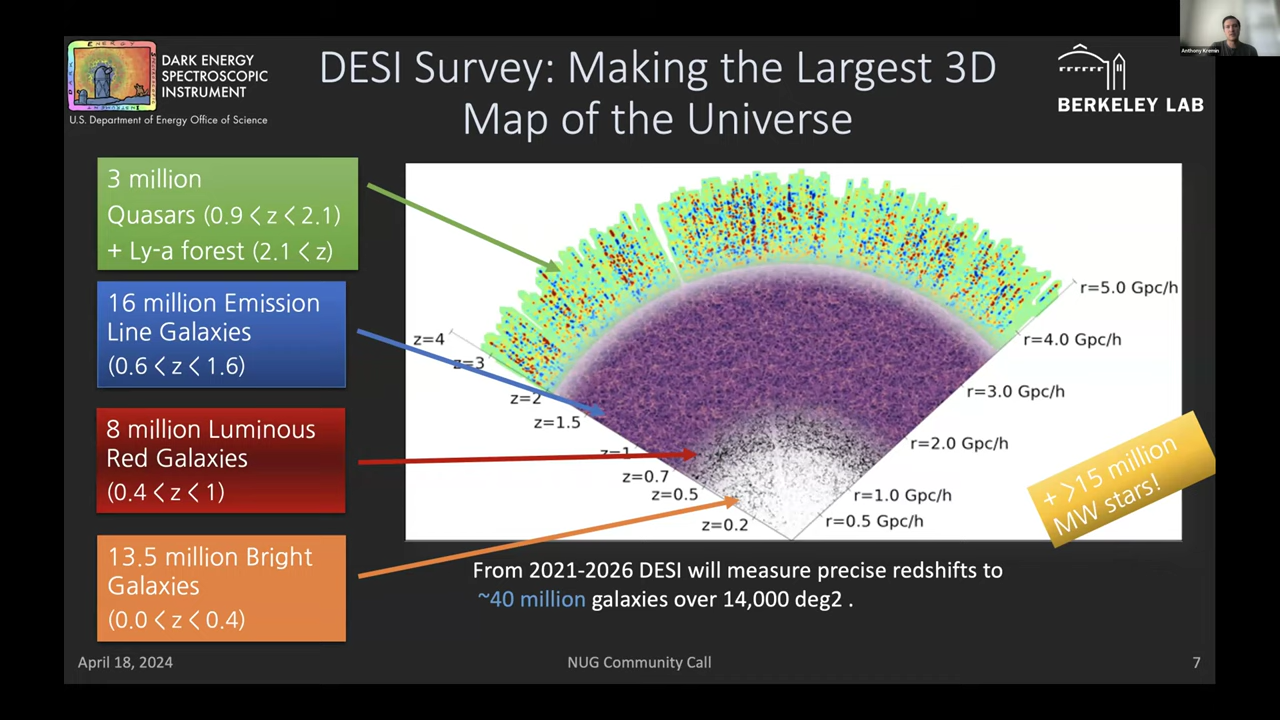 Anthony Kremin
DARK ENERGY
SPECTROSCOPIC
INSTRUMENT
U.S. Department of Energy Office of Science
DESI Survey: Making the Largest 3D
Map of the Universe
BERKELEY LAB
3 million
Quasars (0.9 < z < 2.1)
+ Ly-a forest (2.1 < z)
16 million Emission
Line Galaxies
(0.6 < z < 1.6)
8 million Luminous
Red Galaxies
(0.4 < z < 1)
13.5 million Bright
Galaxies
(0.0 < z < 0.4)
z=4
z=3
z=2
z=1.5
z=1
z=0.7
z=0.5
z=0.2
r=5.0 Gpc/h
r=4.0 Gpc/h
r=3.0 Gpc/h
r=2.0 Gpc/h
r=1.0 Gpc/h
r=0.5 Gpc/h
+ >15 million
MW stars!
From 2021-2026 DESI will measure precise redshifts to
~40 million galaxies over 14,000 deg2 .
April 18, 2024
NUG Community Call
7